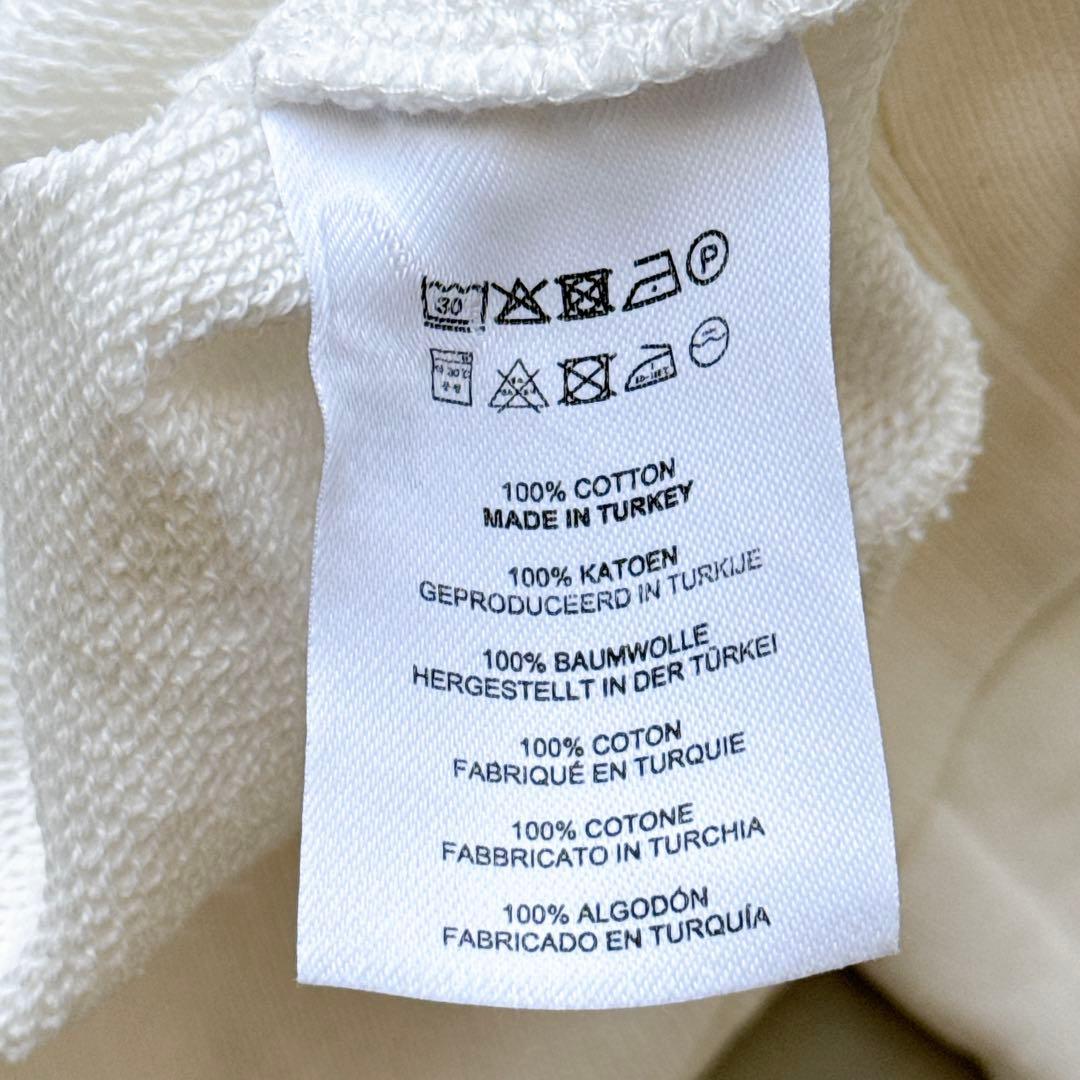 30
P
100% COTTON
MADE IN TURKEY
100% KATOEN
GEPRODUCEERD IN TURKIJE
100% BAUMWOLLE
HERGESTELLT IN DER TÜRKEI
100% COTON
FABRIQUÉ EN TURQUIE
100% COTONE
FABBRICATO IN TURCHIA
100% ALGODÓN
FABRICADO EN TURQUÍA